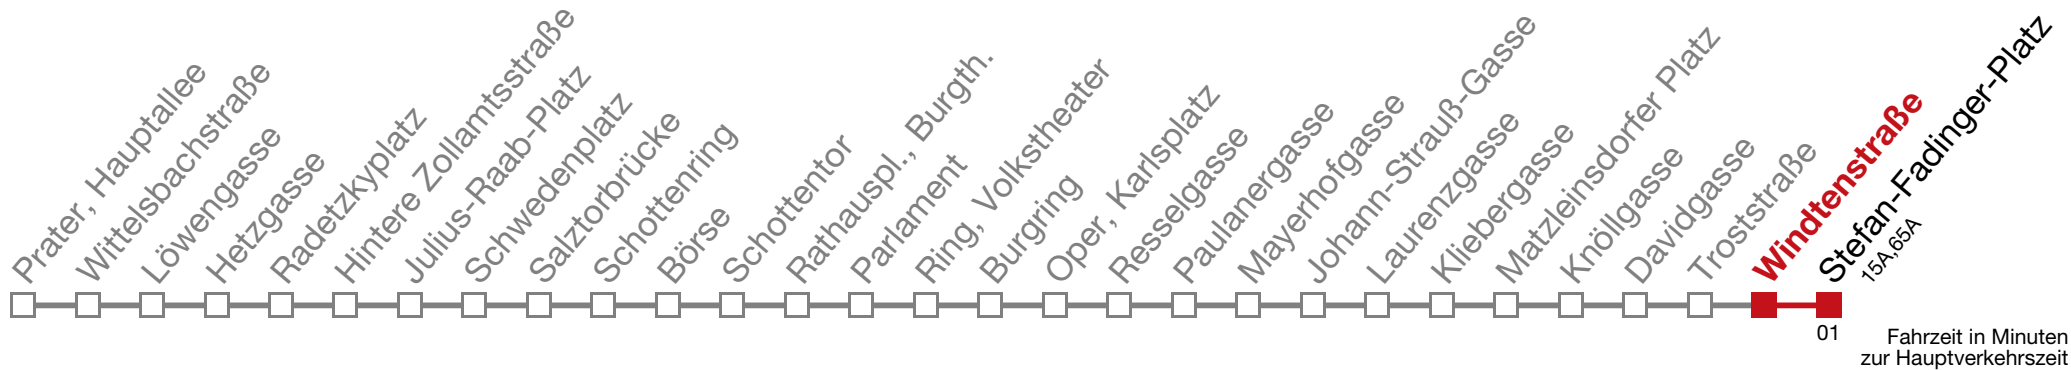 Prater, Hauptallee
Wittelsbachstraße
Löwengasse
Hetzgasse
Radetzkyplatz
Hintere Zollamtsstraße
Julius-Raab-Platz
Schwedenplatz
Salztorbrücke
Schottenring
Börse
Schottentor
Rathauspl., Burgth.
Parlament
Ring, Volkstheater
Burgring
Oper, Karlsplatz
Resselgasse
Paulanergasse
Mayerhofgasse
Johann-Strauß-Gasse
Laurenzgasse
Kliebergasse
Matzleinsdorfer Platz
Knöllgasse
Davidgasse
Troststraße
Windtenstraße
Stefan-Fadinger-Platz
15A,65A
01
Fahrzeit in Minuten
zur Hauptverkehrszeit